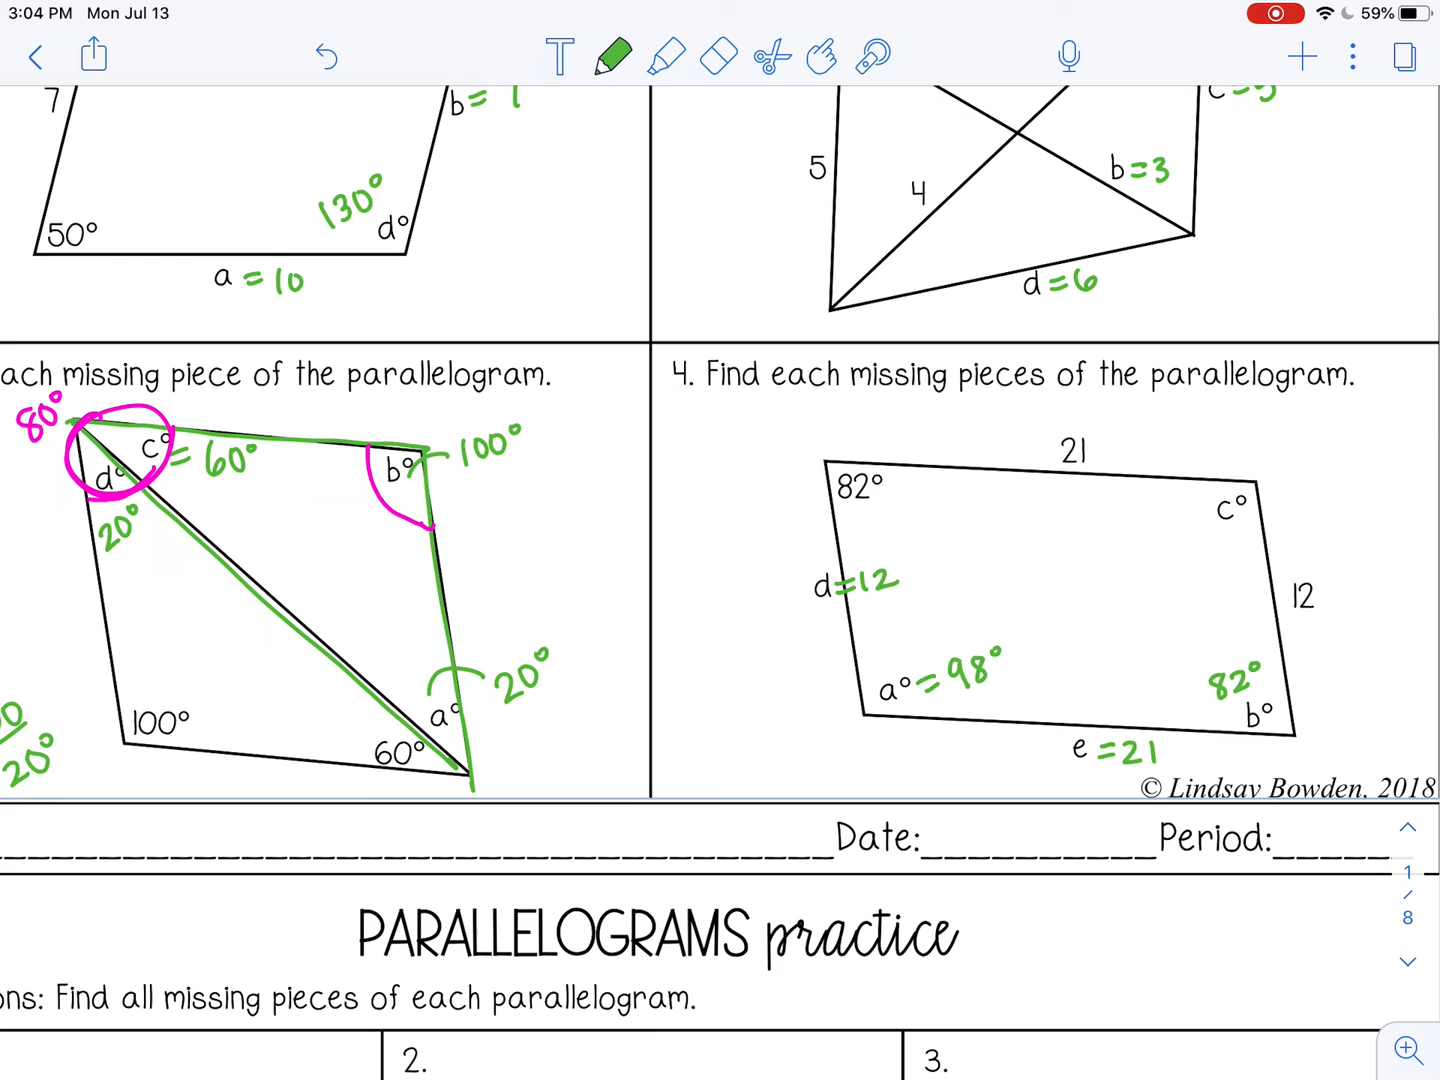 3:04 PM Mon Jul 13
59%
T
7
b = 
50°
130°
d°
a = 10
5
4
b = 3
d = 6
ach missing piece of the parallelogram.
80°
c° = 60°
d°
20°
b°
100°
100°
60°
a°
20°
20°
4. Find each missing pieces of the parallelogram.
21
82°
c°
d = 12
12
a° = 98°
82°
b°
e = 21
© Lindsay Bowden, 2018
Date:__________ Period:_____
PARALLELOGRAMS practice
ons: Find all missing pieces of each parallelogram.
2.
3.
1
/
8